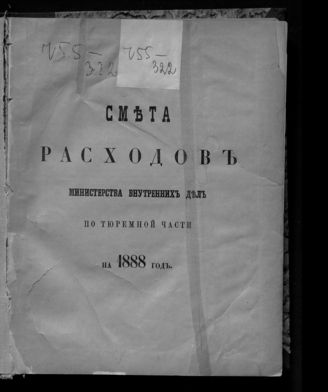 755— 755—
322 322
СМѢТА
РАСХОДОВЪ
МИНИСТЕРСТВА ВНУТРЕННИХЪ ДѢЛЪ
ПО ТЮРЕМНОЙ ЧАСТИ
НА 1888 ГОДЪ.